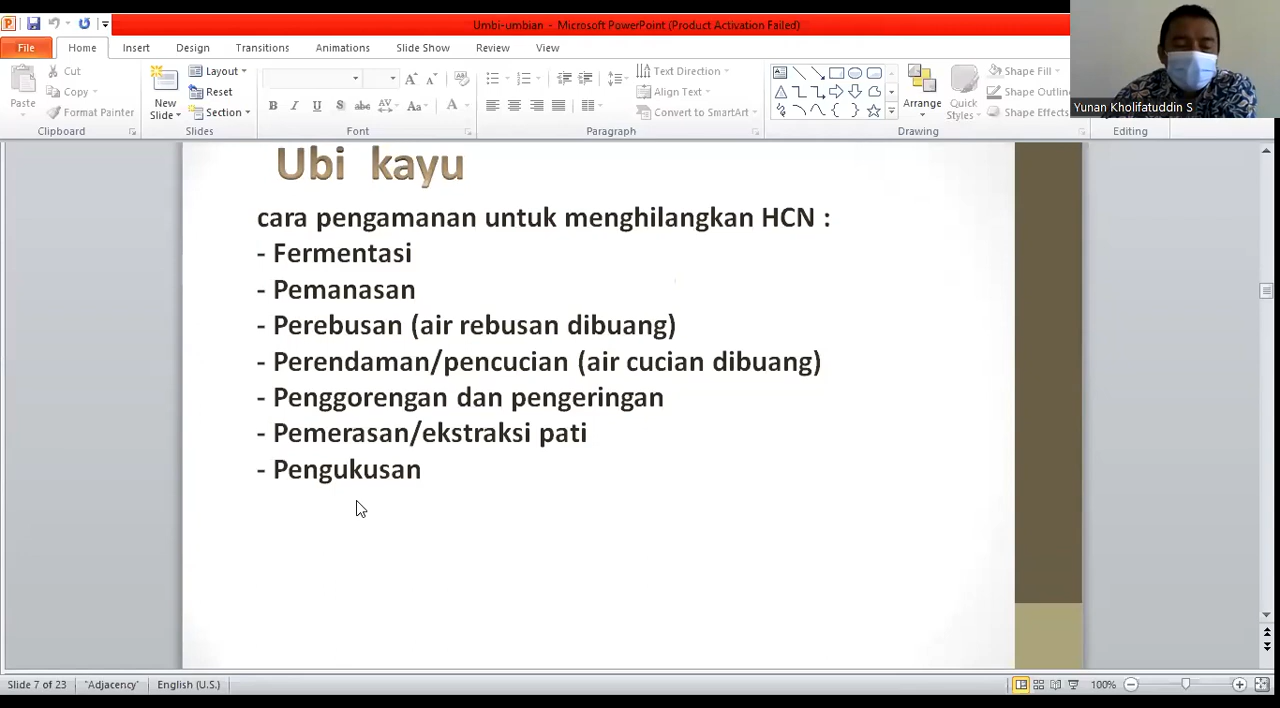 Umbi-umbian - Microsoft PowerPoint (Product Activation Failed)
File Home Insert Design Transitions Animations Slide Show Review View
Paste
Cut
Copy
Format Painter
Clipboard
New Slide
Layout
Reset
Section
Slides
B I U S abc AV Aa A
Font
Text Direction
Align Text
Convert to SmartArt
Paragraph
Arrange
Quick Styles
Shape Fill
Shape Outlin
Shape Effects
Drawing
Editing
Yunan Kholifatuddin S
Ubi kayu
cara pengamanan untuk menghilangkan HCN :
- Fermentasi
- Pemanasan
- Perebusan (air rebusan dibuang)
- Perendaman/pencucian (air cucian dibuang)
- Penggorengan dan pengeringan
- Pemerasan/ekstraksi pati
- Pengukusan
Slide 7 of 23 "Adjacency" English (U.S.) 100%